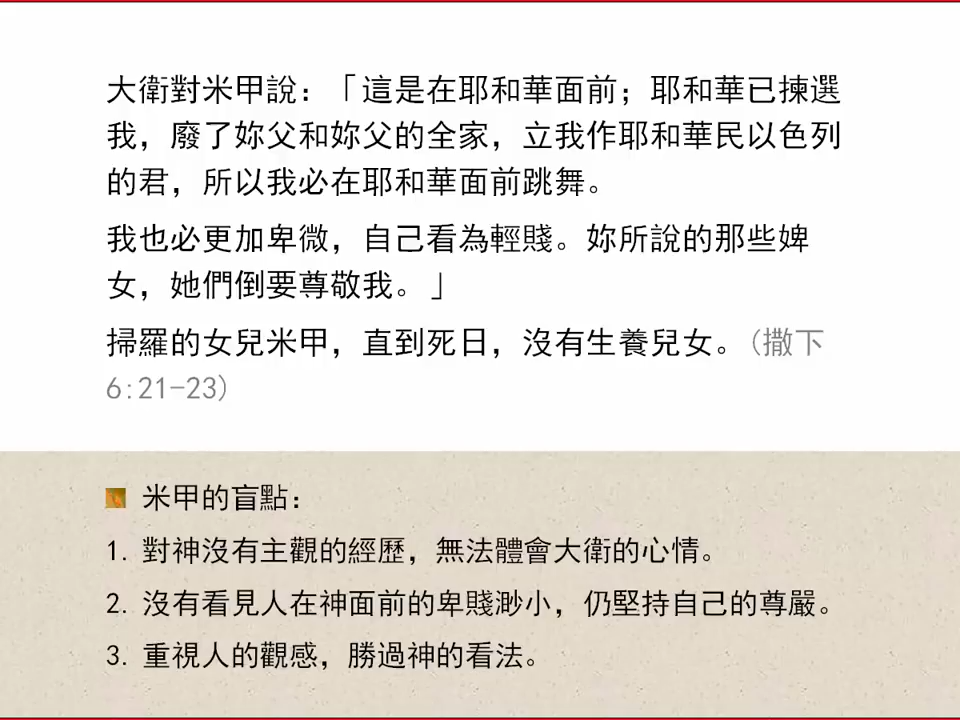 大衛對米甲說：「這是在耶和華面前；耶和華已揀選
我，廢了妳父和妳父的全家，立我作耶和華民以色列
的君，所以我必在耶和華面前跳舞。
我也必更加卑微，自己看為輕賤。妳所說的那些婢
女，她們倒要尊敬我。」
掃羅的女兒米甲，直到死日，沒有生養兒女。(撒下
6:21-23)
米甲的盲點：
1. 對神沒有主觀的經歷，無法體會大衛的心情。
2. 沒有看見人在神面前的卑賤渺小，仍堅持自己的尊嚴。
3. 重視人的觀感，勝過神的看法。